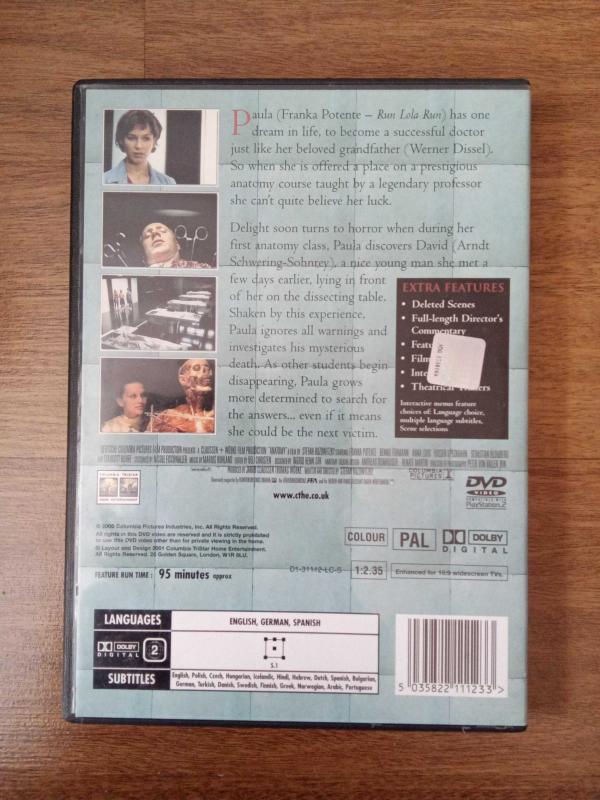 Paula (Franka Potente – Run Lola Run) has one
dream in life, to become a successful doctor
just like her beloved grandfather (Werner Dissel).
So when she is offered a place on a prestigious
anatomy course taught by a legendary professor
she can't quite believe her luck.
Delight soon turns to horror when during her
first anatomy class, Paula discovers David (Arndt
Schwering-Sohnrey), a nice young man she met a
few days earlier, lying in front
of her on the dissecting table.
Shaken by this experience,
Paula ignores all warnings and
investigates his mysterious
death. As other students begin
disappearing, Paula grows
more determined to search for
the answers... even if it means
she could be the next victim.
EXTRA FEATURES
• Deleted Scenes
• Full-length Director's
Commentary
• Theatrical Trailers
Interactive menus feature
choices of: Language choice,
multiple language subtitles,
Scene selections
COLUMBIA TRISTAR
HOME ENTERTAINMENT
www.cthe.co.uk
COLUMBIA
PICTURES
DVD
VIDEO
PlayStation.2
© 2000 Columbia Pictures Industries, Inc. All Rights Reserved.
All rights in this DVD video are reserved and it is strictly prohibited
to use this DVD video other than for private viewing in the home.
© Layout and Design 2001 Columbia TriStar Home Entertainment.
All Rights Reserved. 25 Golden Square, London, W1R 6LU.
COLOUR
PAL
DOLBY
DIGITAL
FEATURE RUN TIME : 95 minutes approx
D1-31142-LC-S
1:2.35
Enhanced for 16:9 widescreen TVs.
LANGUAGES
ENGLISH, GERMAN, SPANISH
DOLBY
DIGITAL
2
5.1
SUBTITLES
English, Polish, Czech, Hungarian, Icelandic, Hindi, Hebrew, Dutch, Spanish, Bulgarian,
German, Turkish, Danish, Swedish, Finnish, Greek, Norwegian, Arabic, Portuguese
5 035822 111233 >